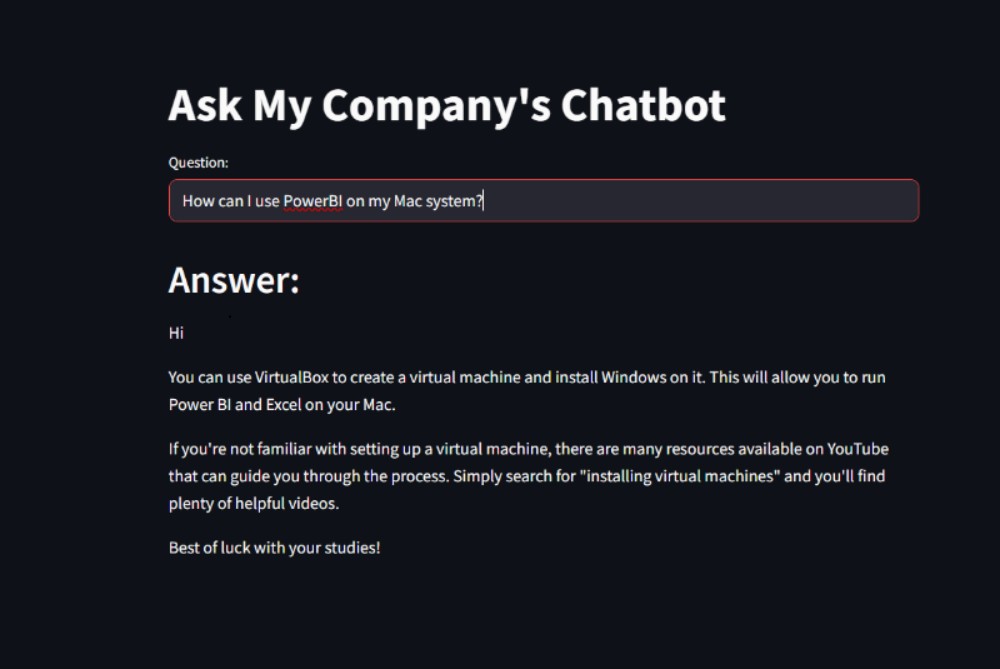 Ask My Company's Chatbot
Question:
How can I use PowerBI on my Mac system?
Answer:
Hi
You can use VirtualBox to create a virtual machine and install Windows on it. This will allow you to run
Power BI and Excel on your Mac.
If you're not familiar with setting up a virtual machine, there are many resources available on YouTube
that can guide you through the process. Simply search for "installing virtual machines" and you'll find
plenty of helpful videos.
Best of luck with your studies!